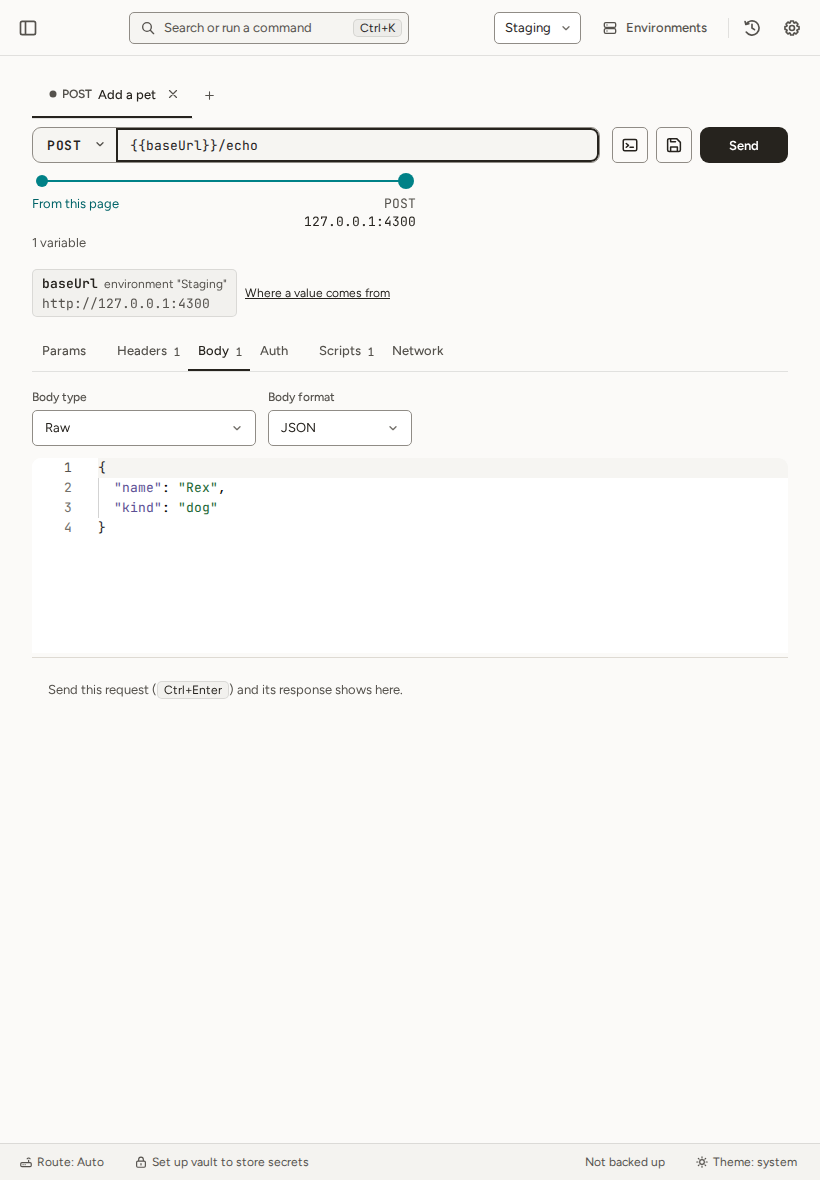 Search or run a command Ctrl+K Staging Environments
POST Add a pet
POST {{baseUrl}}/echo Send
From this page POST
127.0.0.1:4300
1 variable
baseUrl environment "Staging"
http://127.0.0.1:4300
Where a value comes from
Params Headers 1 Body 1 Auth Scripts 1 Network
Body type Body format
Raw JSON
1 {
2 "name": "Rex",
3 "kind": "dog"
4 }
Send this request (Ctrl+Enter) and its response shows here.
Route: Auto Set up vault to store secrets Not backed up Theme: system